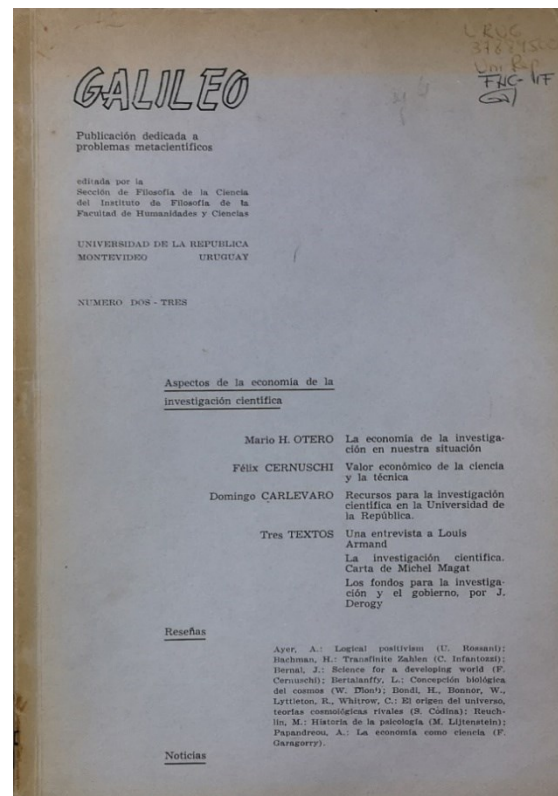 URUG
GALILEO
Uni Rep
FHC-IIF
Publicación dedicada a
problemas metacientíficos
editada por la
Sección de Filosofía de la Ciencia
del Instituto da Filosofía de la
Facultad de Humanidades y Ciencias
UNIVERSIDAD DE LA REPUBLICA
MONTEVIDEO URUGUAY
NUMERO DOS - TRES
Aspectos de la economía de la
investigación científica
Mario H. OTERO La economía de la investiga-
ción en nuestra situación
Félix CERNUSCHI Valor económico de la ciencia
y la técnica
Domingo CARLEVARO Recursos para la investigación
científica en la Universidad de
la República.
Tres TEXTOS Una entrevista a Louis
Armand
La investigación científica.
Carta de Michel Magat
Los fondos para la investiga-
ción y el gobierno, por J.
Derogy
Reseñas
Ayer, A.: Logical positivism (U. Rossani);
Bachman, H.: Transfinite Zahlen (C. Infantozzi);
Bernal, J.: Science for a developing world (F.
Cernuschi); Bertalanffy, L.: Concepción biológica
del cosmos (W. Dioni); Bondi, H., Bonnor, W.,
Lyttleton, R., Whitrow, C.: El origen del universo,
teorías cosmológicas rivales (S. Codina); Reuch-
lin, M.: Historia de la psicología (M. Lijtenstein);
Papandreou, A.: La economía como ciencia (F.
Garagorry).
Noticias